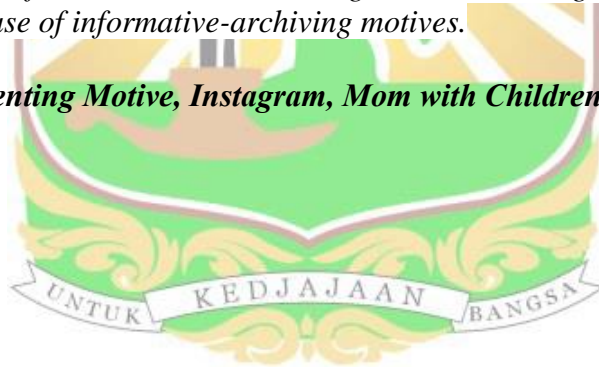 use of informative-archiving motives.
enting Motive, Instagram, Mom with Children
UNTUK KEDJAJAAN BANGSA